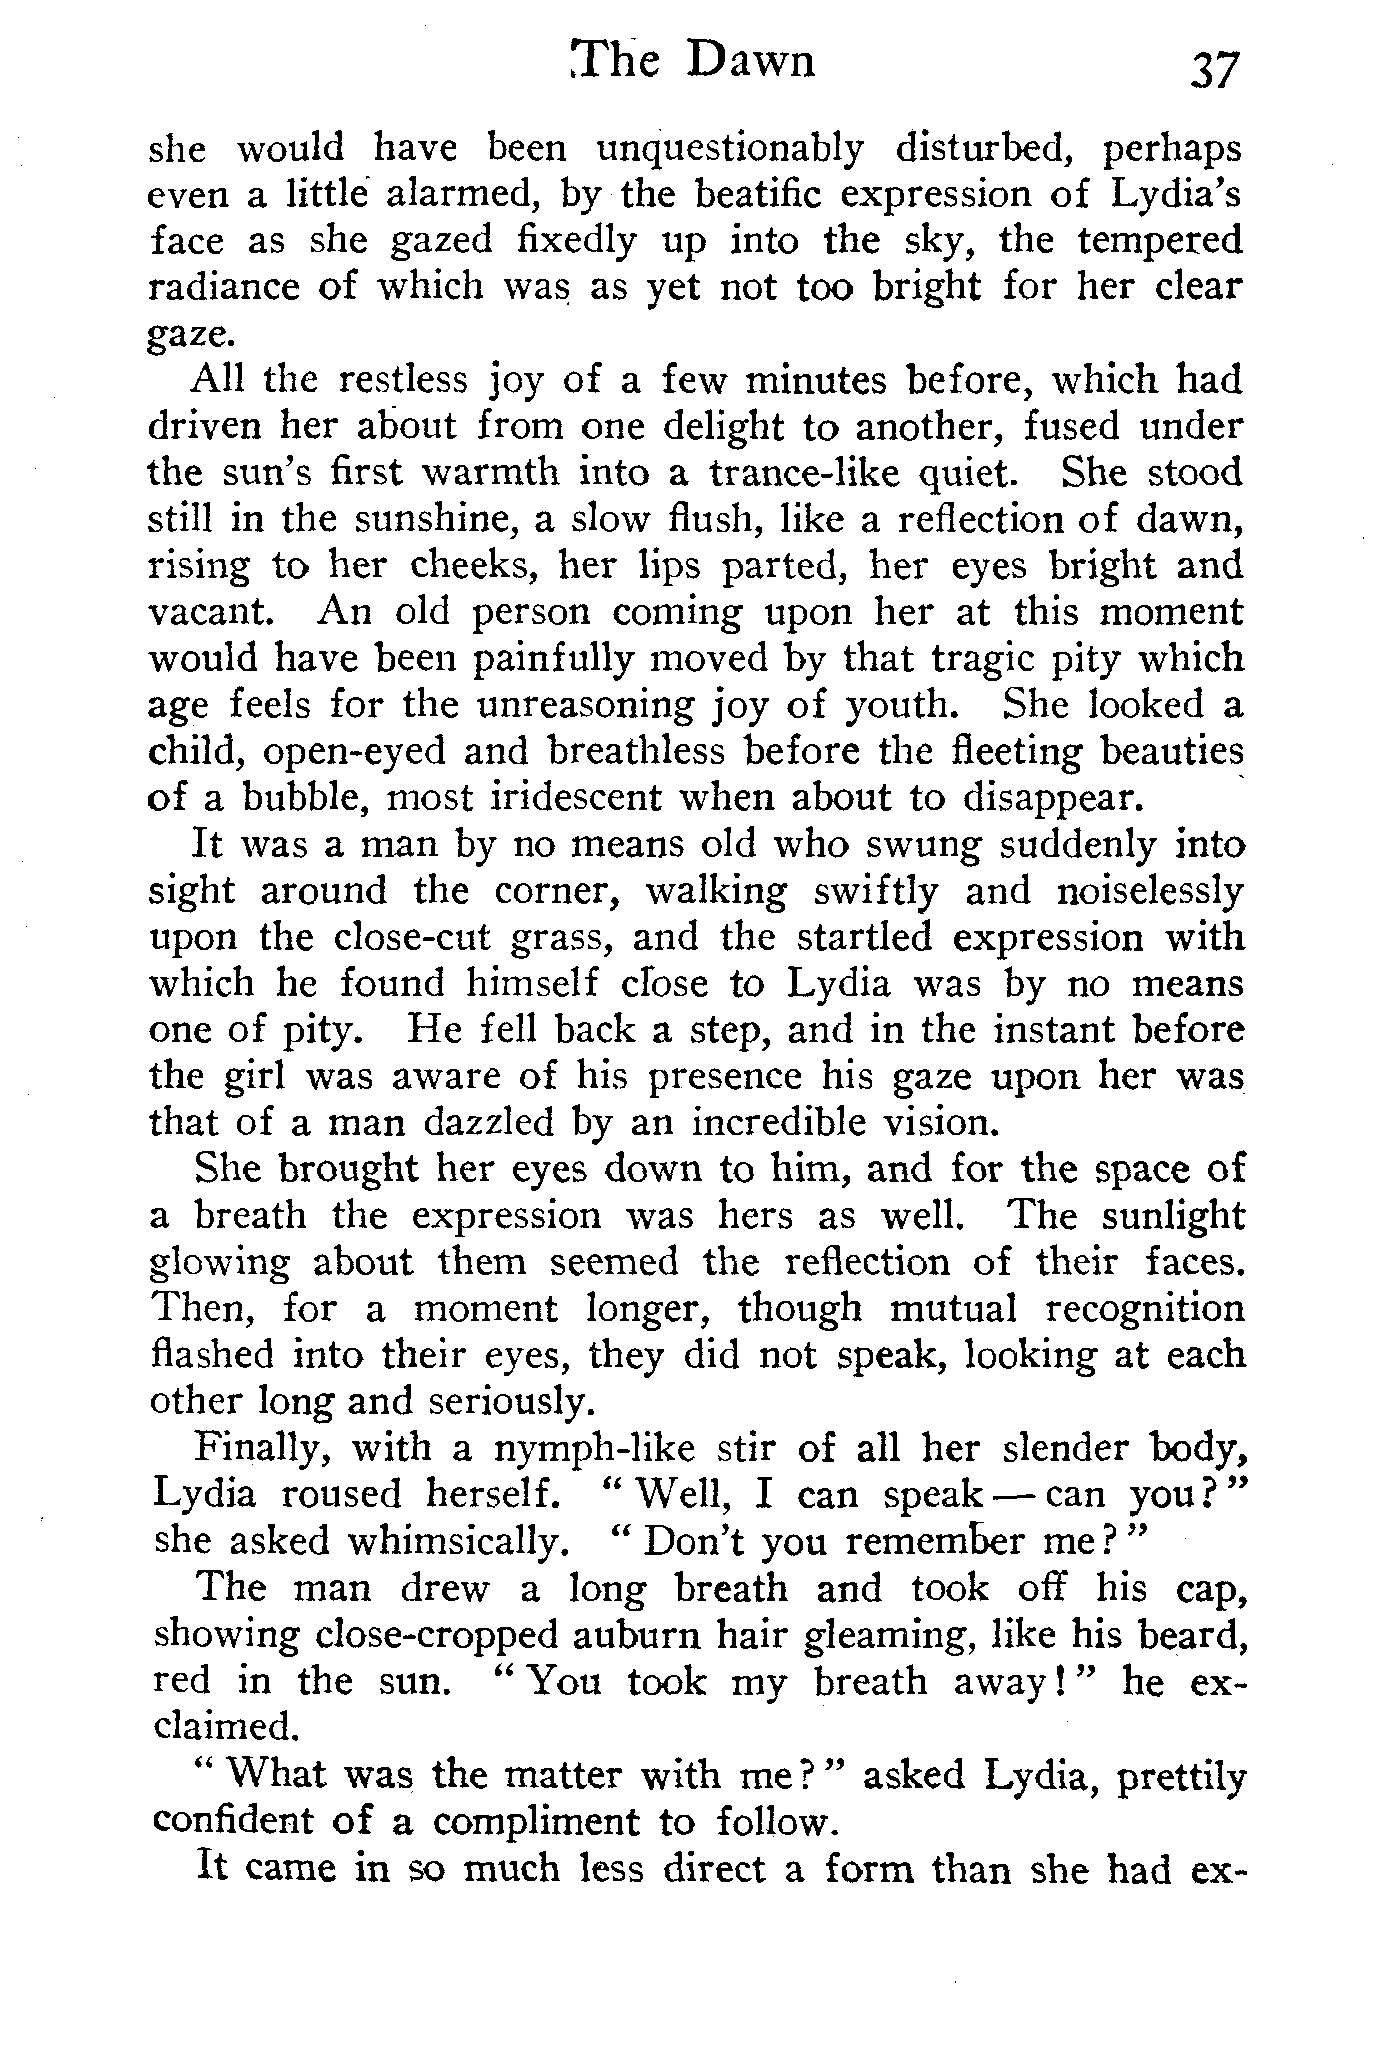 The Dawn 37
she would have been unquestionably disturbed, perhaps
even a little alarmed, by the beatific expression of Lydia's
face as she gazed fixedly up into the sky, the tempered
radiance of which was as yet not too bright for her clear
gaze.
All the restless joy of a few minutes before, which had
driven her about from one delight to another, fused under
the sun's first warmth into a trance-like quiet. She stood
still in the sunshine, a slow flush, like a reflection of dawn,
rising to her cheeks, her lips parted, her eyes bright and
vacant. An old person coming upon her at this moment
would have been painfully moved by that tragic pity which
age feels for the unreasoning joy of youth. She looked a
child, open-eyed and breathless before the fleeting beauties
of a bubble, most iridescent when about to disappear.
It was a man by no means old who swung suddenly into
sight around the corner, walking swiftly and noiselessly
upon the close-cut grass, and the startled expression with
which he found himself close to Lydia was by no means
one of pity. He fell back a step, and in the instant before
the girl was aware of his presence his gaze upon her was
that of a man dazzled by an incredible vision.
She brought her eyes down to him, and for the space of
a breath the expression was hers as well. The sunlight
glowing about them seemed the reflection of their faces.
Then, for a moment longer, though mutual recognition
flashed into their eyes, they did not speak, looking at each
other long and seriously.
Finally, with a nymph-like stir of all her slender body,
Lydia roused herself. " Well, I can speak — can you? "
she asked whimsically. " Don't you remember me? "
The man drew a long breath and took off his cap,
showing close-cropped auburn hair gleaming, like his beard,
red in the sun. " You took my breath away! " he ex-
claimed.
" What was the matter with me? " asked Lydia, prettily
confident of a compliment to follow.
It came in so much less direct a form than she had ex-